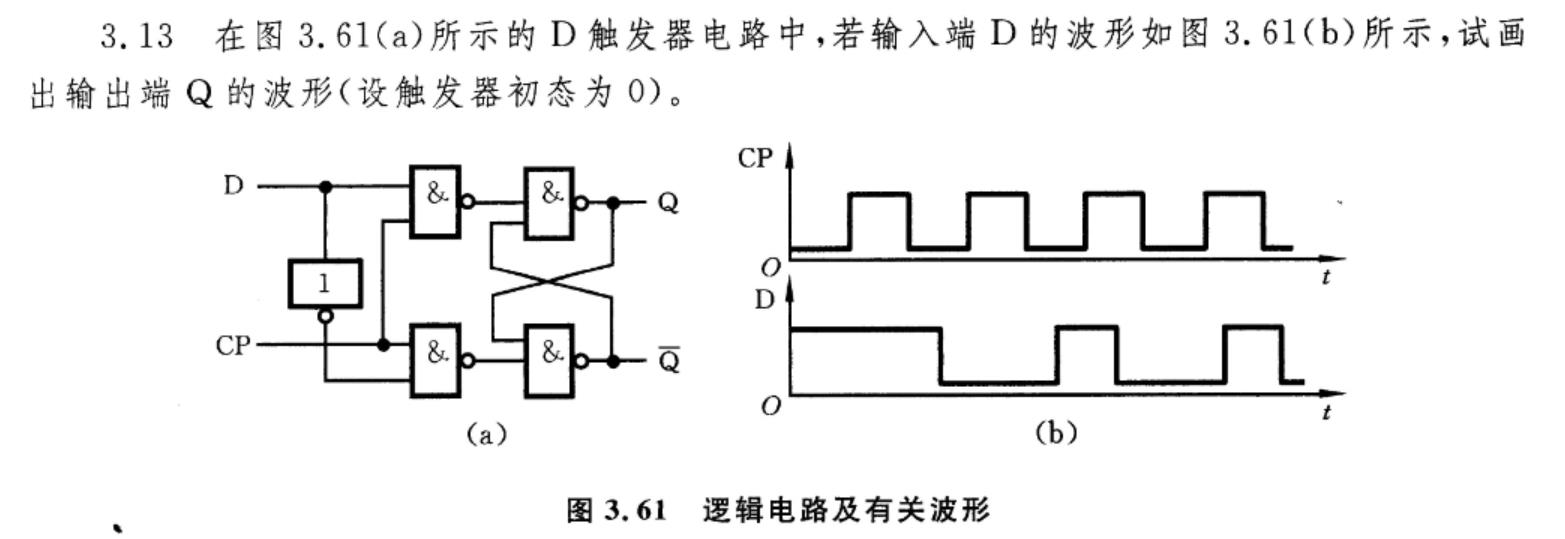 3.13 在图 3.61(a)所示的 D 触发器电路中,若输入端 D 的波形如图 3.61(b)所示,试画
出输出端 Q 的波形(设触发器初态为 0)。
D
&
&
Q
1
CP
&
&
Q̅
(a)
CP
O
t
D
O
t
(b)
图 3.61 逻辑电路及有关波形